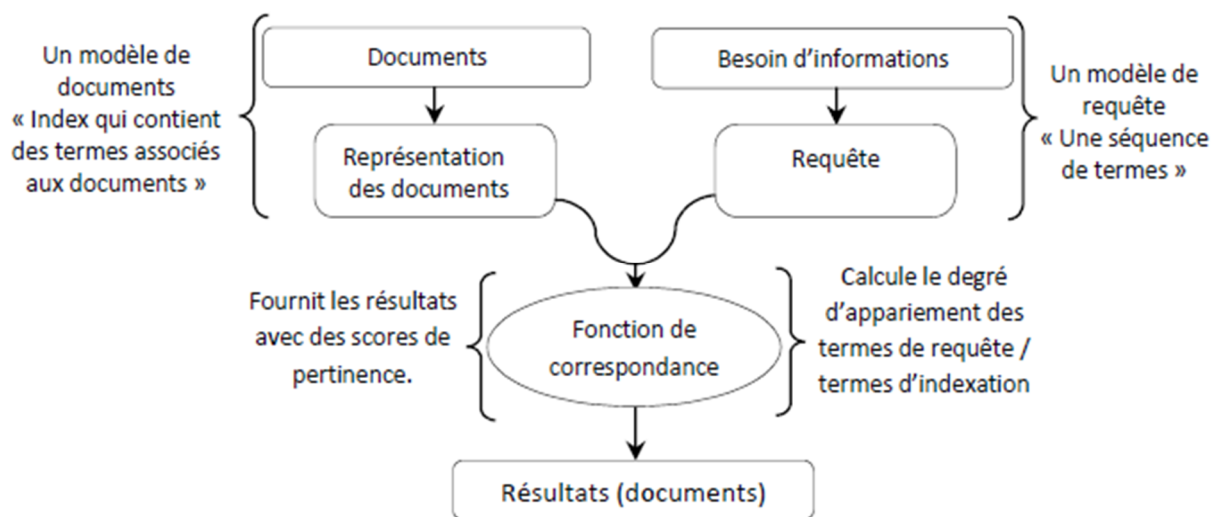 Un modèle de
documents
« Index qui contient
des termes associés
aux documents »
Documents
Besoin d’informations
Un modèle de
requête
« Une séquence
de termes »
Représentation
des documents
Requête
Fournit les résultats
avec des scores de
pertinence.
Fonction de
correspondance
Calcule le degré
d’appariement des
termes de requête /
termes d’indexation
Résultats (documents)